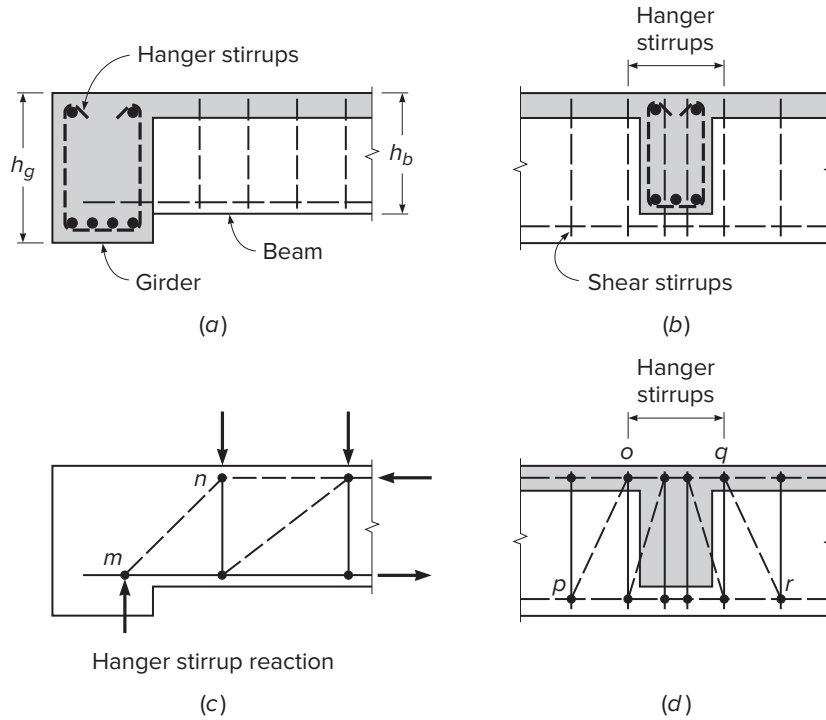 Hanger stirrups
h_g
h_b
Beam
Girder
(a)
Hanger
stirrups
Shear stirrups
(b)
n
m
Hanger stirrup reaction
(c)
Hanger
stirrups
o
q
p
r
(d)